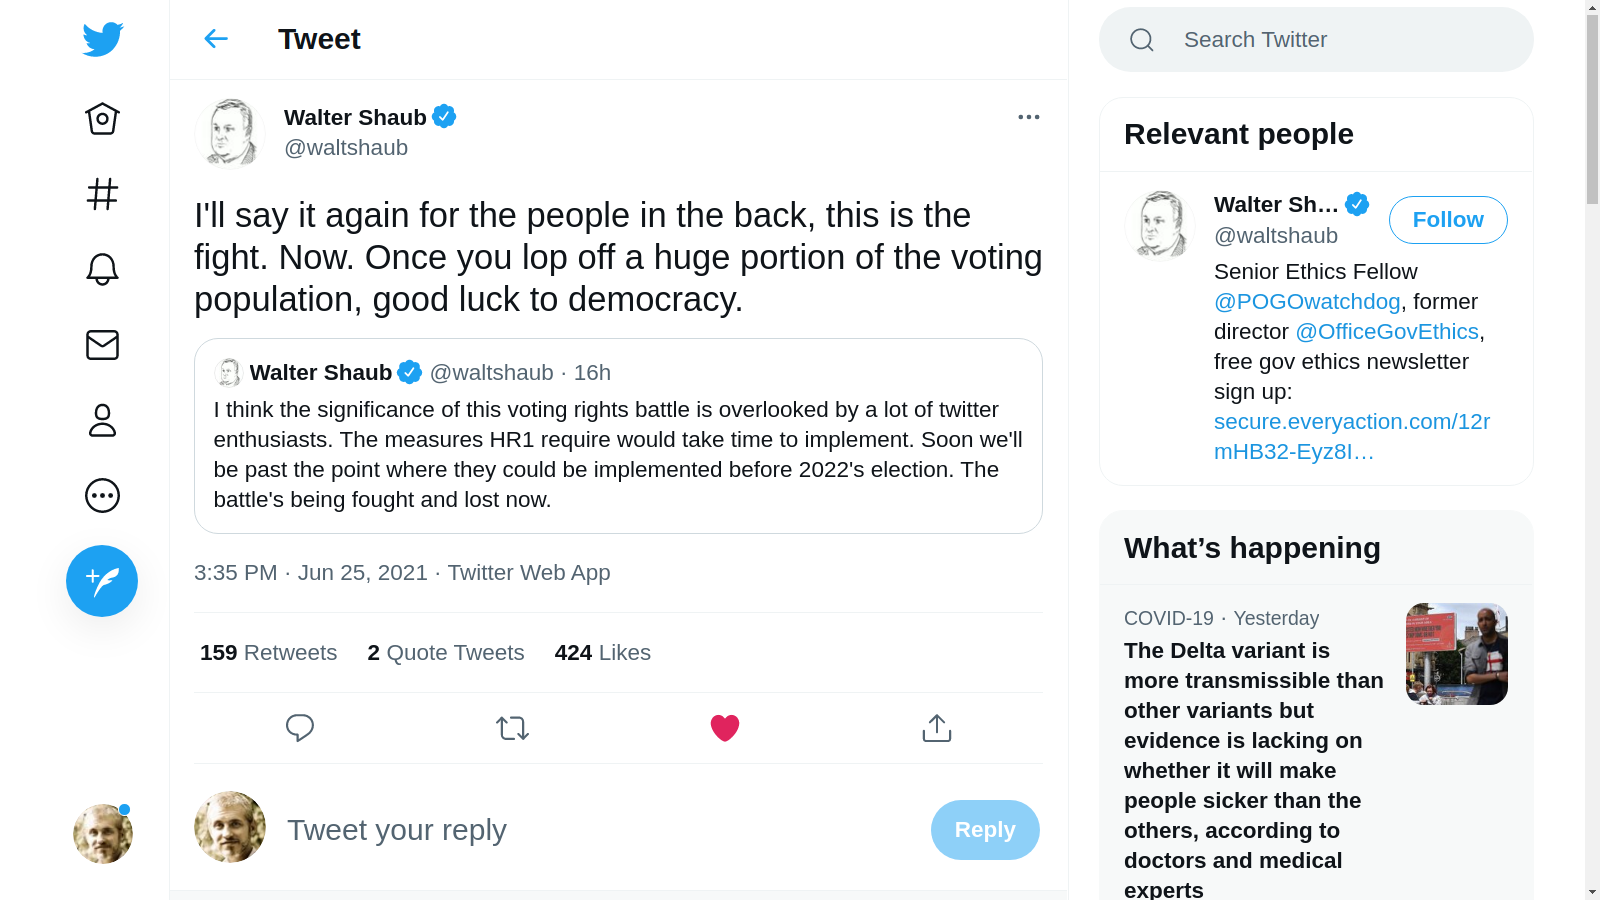 Tweet
Walter Shaub
@waltshaub
I'll say it again for the people in the back, this is the
fight. Now. Once you lop off a huge portion of the voting
population, good luck to democracy.
Walter Shaub @waltshaub · 16h
I think the significance of this voting rights battle is overlooked by a lot of twitter
enthusiasts. The measures HR1 require would take time to implement. Soon we'll
be past the point where they could be implemented before 2022's election. The
battle's being fought and lost now.
3:35 PM · Jun 25, 2021 · Twitter Web App
159 Retweets 2 Quote Tweets 424 Likes
Tweet your reply
Reply
Search Twitter
Relevant people
Walter Sh…
@waltshaub
Follow
Senior Ethics Fellow
@POGOwatchdog, former
director @OfficeGovEthics,
free gov ethics newsletter
sign up:
secure.everyaction.com/12r
mHB32-Eyz8I…
What's happening
COVID-19 · Yesterday
The Delta variant is
more transmissible than
other variants but
evidence is lacking on
whether it will make
people sicker than the
others, according to
doctors and medical
experts